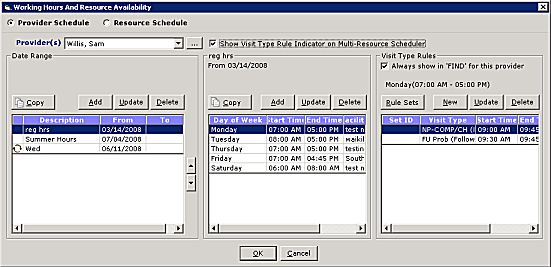 Working Hours And Resource Availability
Provider Schedule Resource Schedule
Provider(s) Willis, Sam ... Show Visit Type Rule Indicator on Multi-Resource Scheduler
Date Range
Copy Add Update Delete
Description From To
reg hrs 03/14/2008
Summer Hours 07/04/2008
Wed 06/11/2008
reg hrs
From 03/14/2008
Copy Add Update Delete
Day of Week Start Time End Time acilit
Monday 07:00 AM 05:00 PM test n
Tuesday 08:00 AM 05:00 PM waikil
Thursday 07:00 AM 05:00 PM testin
Friday 07:00 AM 04:45 PM South
Saturday 06:00 AM 08:00 AM test n
Visit Type Rules
Always show in 'FIND' for this provider
Monday(07:00 AM - 05:00 PM)
Rule Sets New Update Delete
Set ID Visit Type Start Time End
NP-COMP/CH 09:00 AM 09:45
FU Prob (Follow 09:30 AM 09:45
OK Cancel